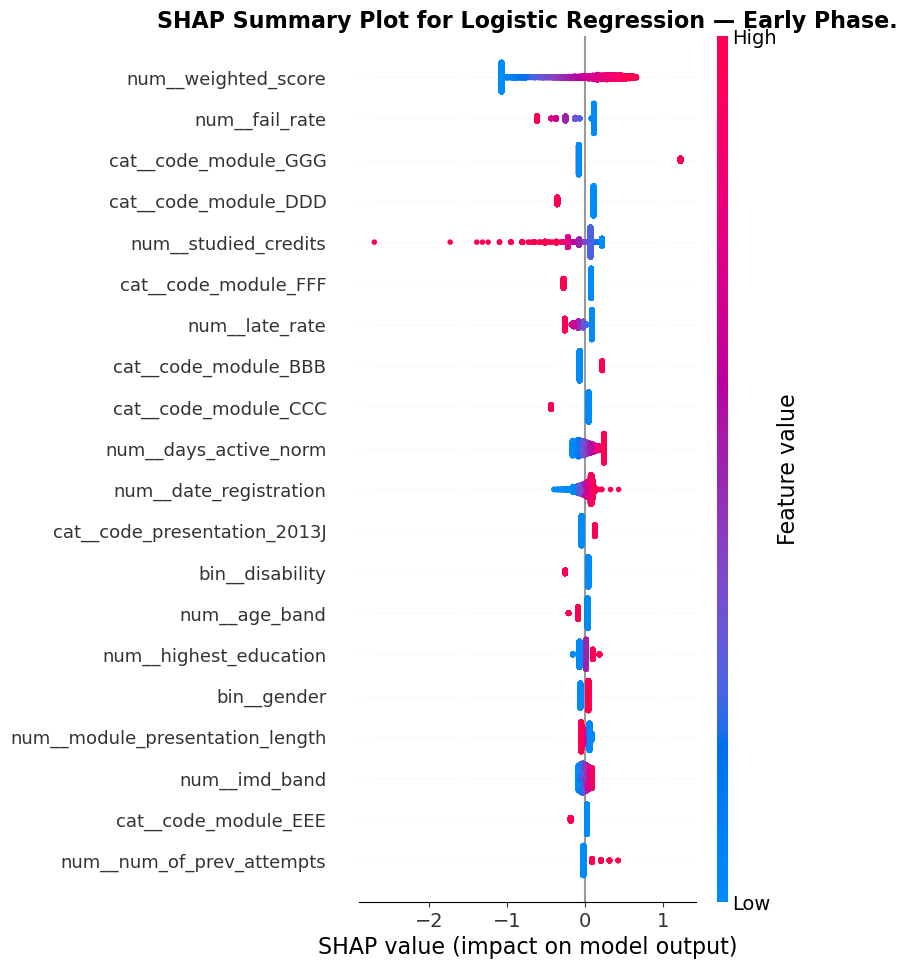 SHAP Summary Plot for Logistic Regression — Early Phase.
High
num__weighted_score
num__fail_rate
cat__code_module_GGG
cat__code_module_DDD
num__studied_credits
cat__code_module_FFF
num__late_rate
cat__code_module_BBB
cat__code_module_CCC
num__days_active_norm
num__date_registration
cat__code_presentation_2013J
bin__disability
num__age_band
num__highest_education
bin__gender
num__module_presentation_length
num__imd_band
cat__code_module_EEE
num__num_of_prev_attempts
Feature value
Low
−2 −1 0 1
SHAP value (impact on model output)